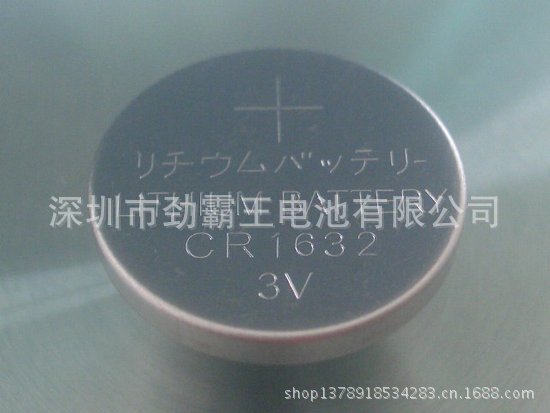 +
リチウムバッテリー
LITHIUM BATTERY
深圳市劲霸王电池有限公司
CR1632
3V
shop1378918534283.cn.1688.com